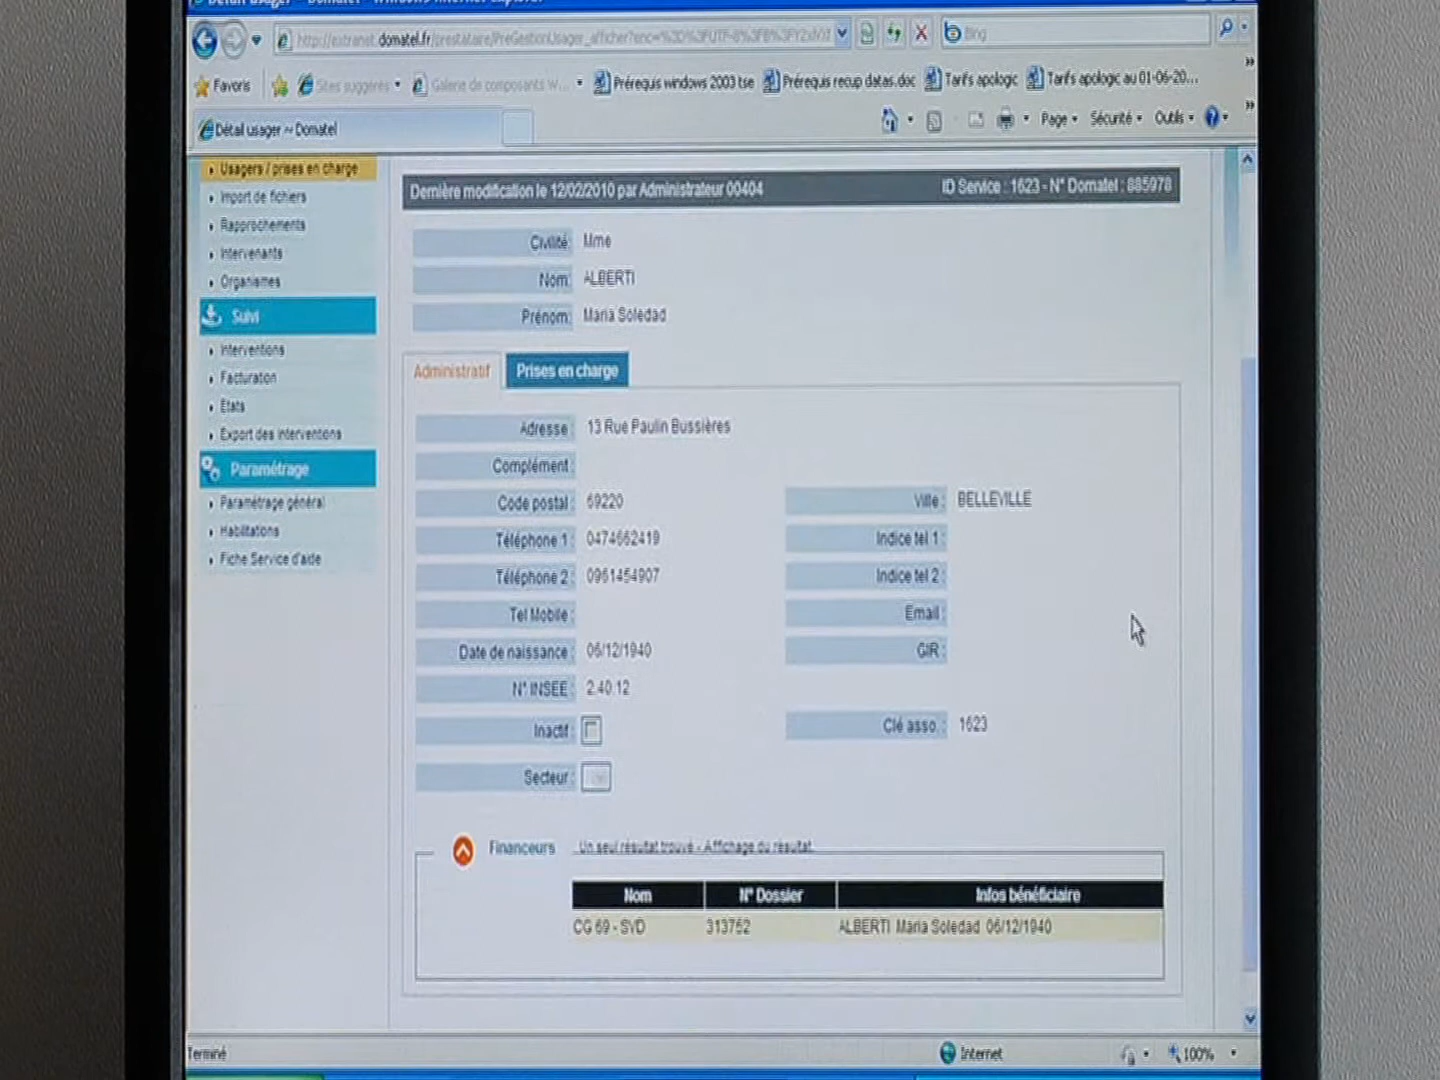 Favoris
Prérequis windows 2003 tse
Prérequis recup datas.doc
Tarifs apologic
Tarifs apologic au 01-06-20...
Détail usager ~ Domatel
Page
Sécurité
Outils
Usagers / prises en charge
Import de fichiers
Rapprochements
Intervenants
Organismes
Suivi
Interventions
Facturation
Etats
Export des interventions
Paramétrage
Paramétrage général
Habilitations
Fiche Service d'aide
Dernière modification le 12/02/2010 par Administrateur 00404
ID Service : 1623 - N° Domatel : 885978
Civilité: Mme
Nom: ALBERTI
Prénom: Maria Soledad
Administratif
Prises en charge
Adresse : 13 Rue Paulin Bussières
Complément :
Code postal : 69220
Ville : BELLEVILLE
Téléphone 1 : 0474662419
Indice tel 1 :
Téléphone 2 : 0961454907
Indice tel 2 :
Tel Mobile :
Email :
Date de naissance : 06/12/1940
GIR :
N° INSEE : 2.40.12
Inactif :
Clé asso. : 1623
Secteur :
Financeurs
Un seul résultat trouvé - Affichage du résultat.
Nom
N° Dossier
Infos bénéficiaire
CG 69 - SVD
313752
ALBERTI Maria Soledad 06/12/1940
Terminé
Internet
100%